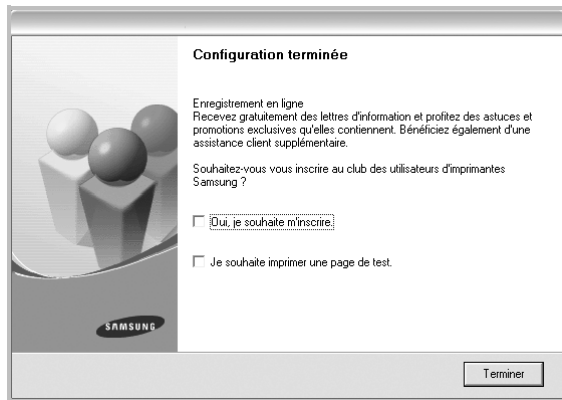 Configuration terminée
Enregistrement en ligne
Recevez gratuitement des lettres d'information et profitez des astuces et
promotions exclusives qu'elles contiennent. Bénéficiez également d'une
assistance client supplémentaire.
Souhaitez-vous vous inscrire au club des utilisateurs d'imprimantes
Samsung ?
Oui, je souhaite m'inscrire.
Je souhaite imprimer une page de test.
SAMSUNG
Terminer